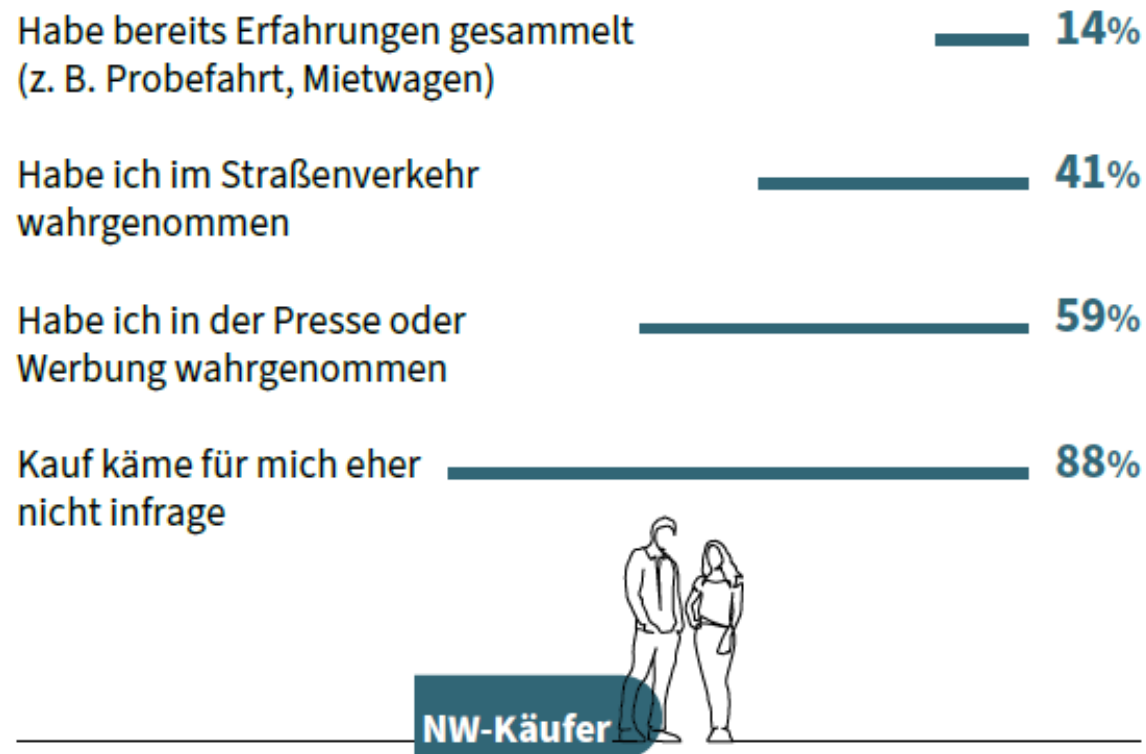 Habe bereits Erfahrungen gesammelt 14%
(z. B. Probefahrt, Mietwagen)
Habe ich im Straßenverkehr 41%
wahrgenommen
Habe ich in der Presse oder 59%
Werbung wahrgenommen
Kauf käme für mich eher 88%
nicht infrage
NW-Käufer